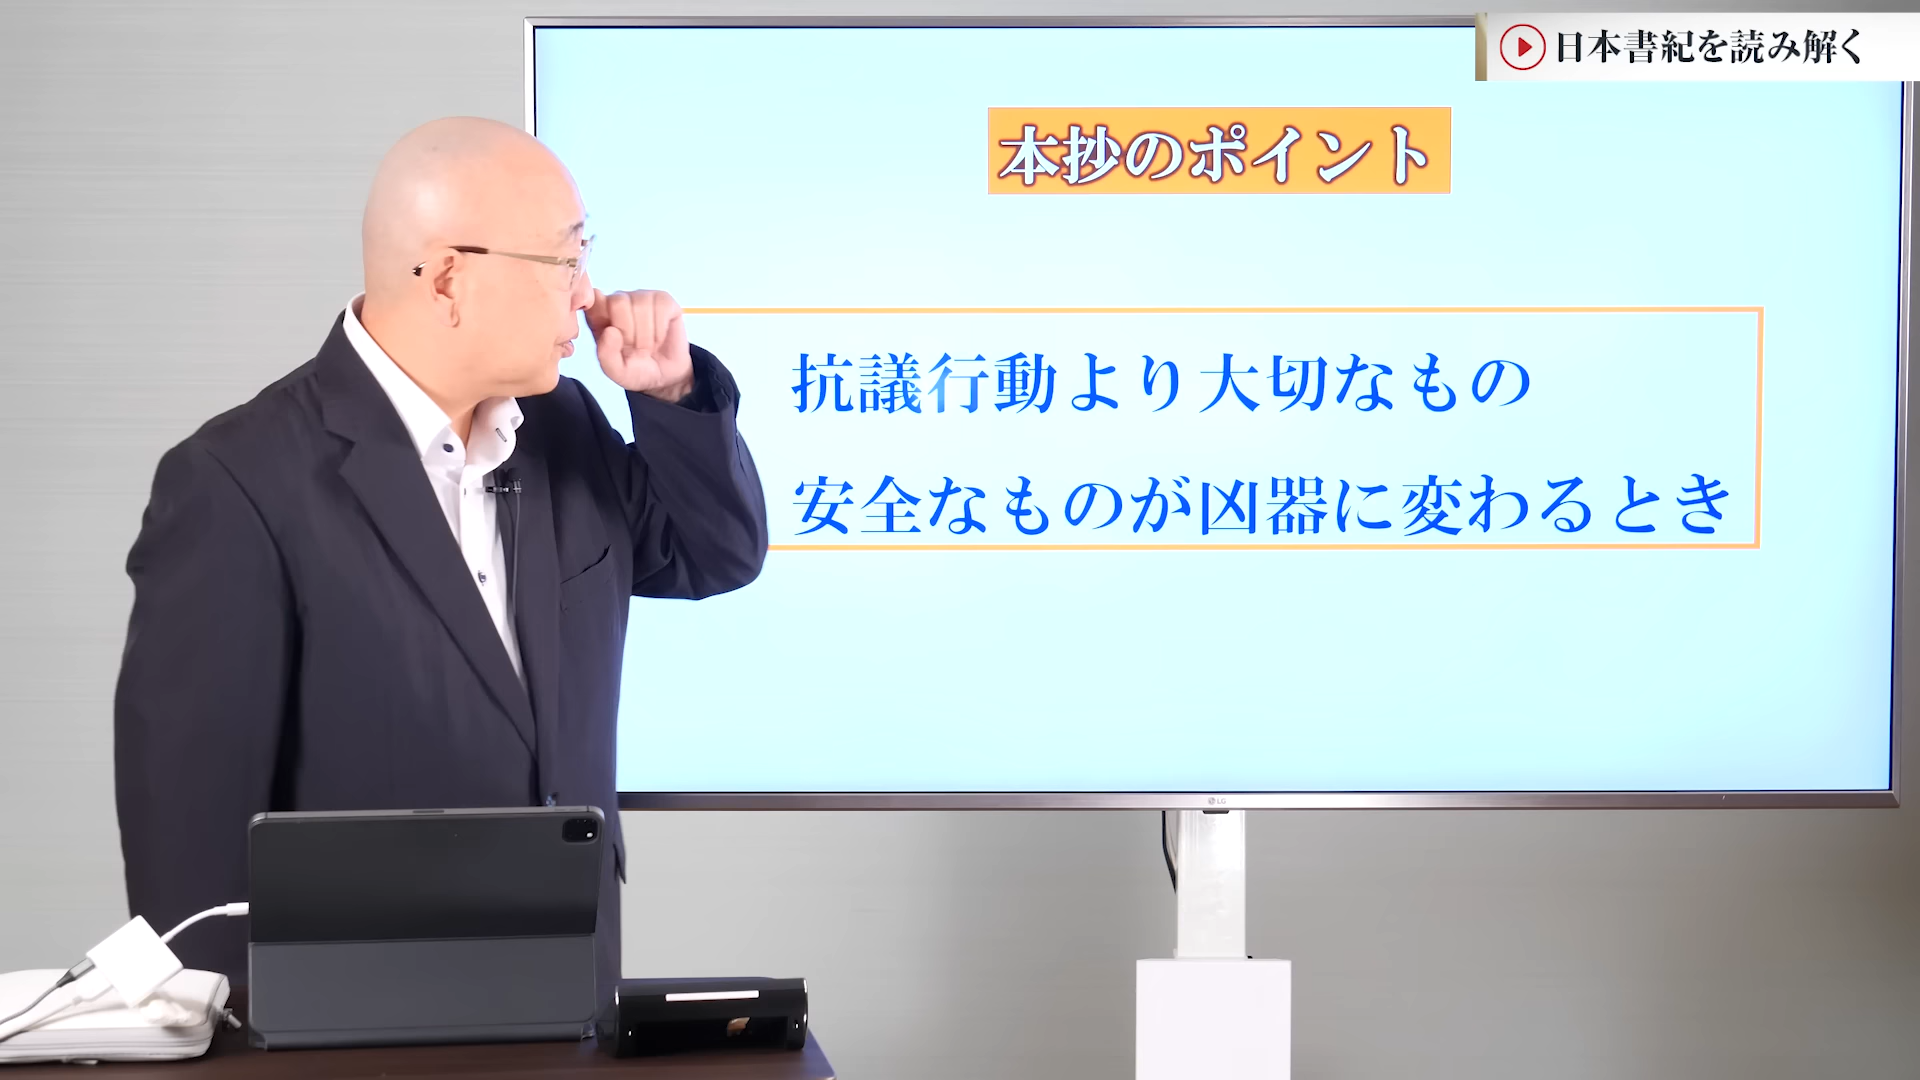 日本書紀を読み解く
本抄のポイント
抗議行動より大切なもの
安全なものが凶器に変わるとき
LG